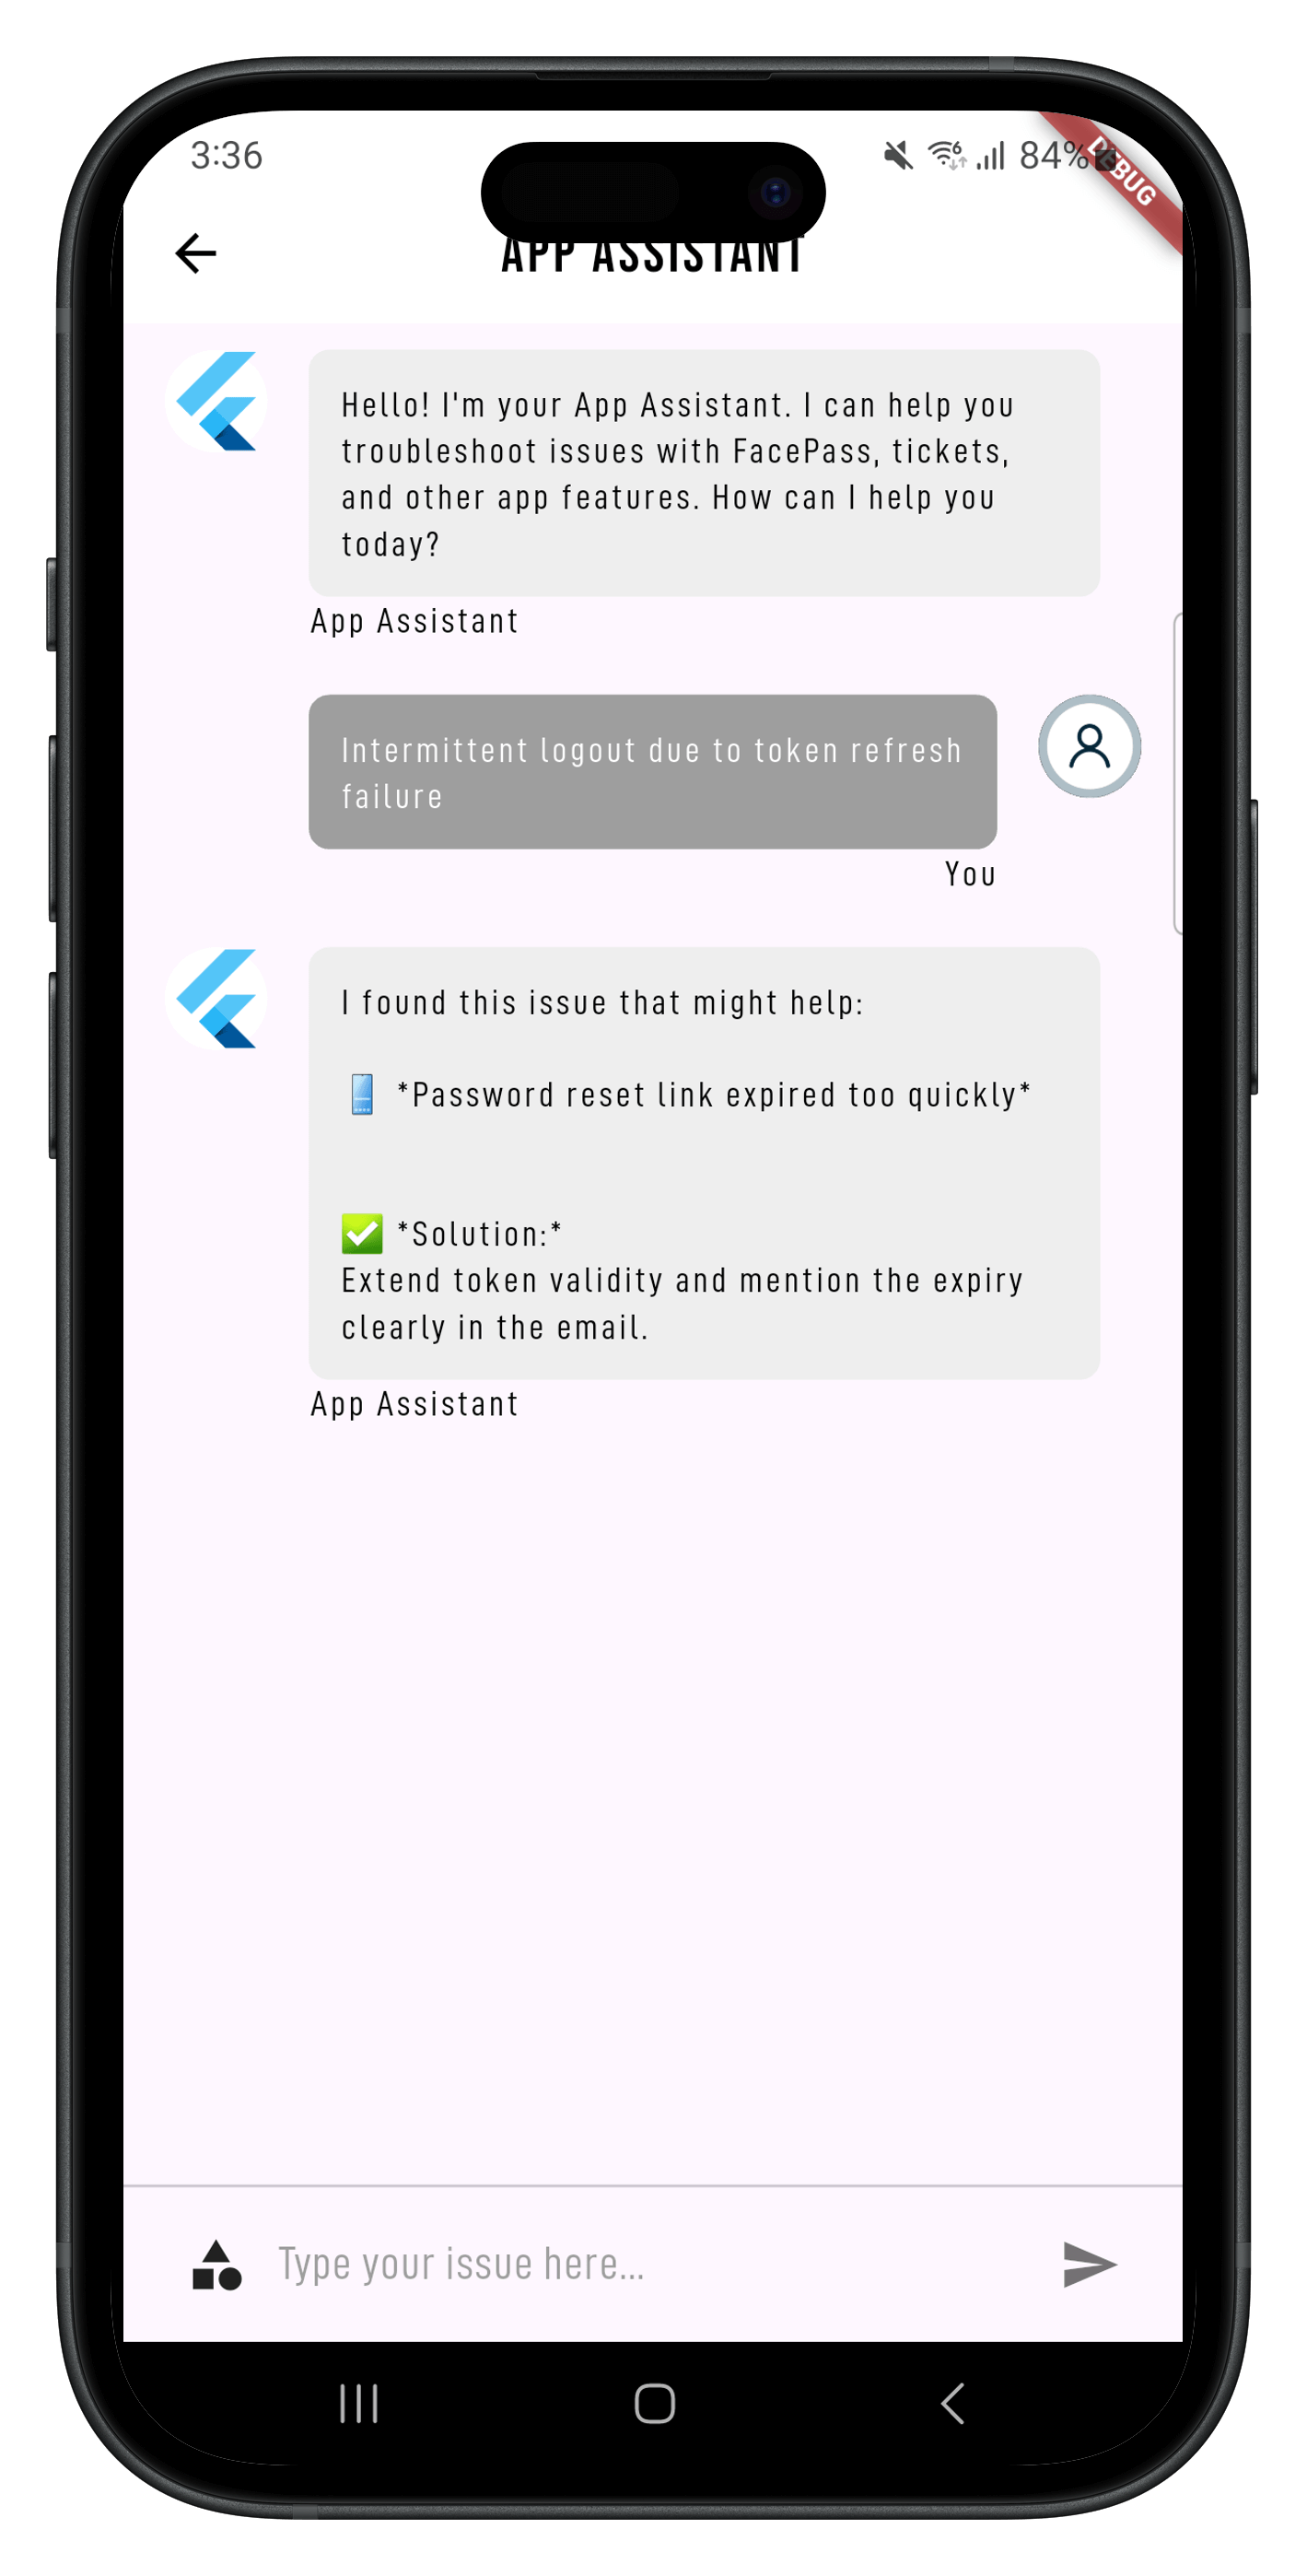 3:36
6 84%
DEBUG
APP ASSISTANT
Hello! I'm your App Assistant. I can help you
troubleshoot issues with FacePass, tickets,
and other app features. How can I help you
today?
App Assistant
Intermittent logout due to token refresh
failure
You
I found this issue that might help:
*Password reset link expired too quickly*
*Solution:*
Extend token validity and mention the expiry
clearly in the email.
App Assistant
Type your issue here...